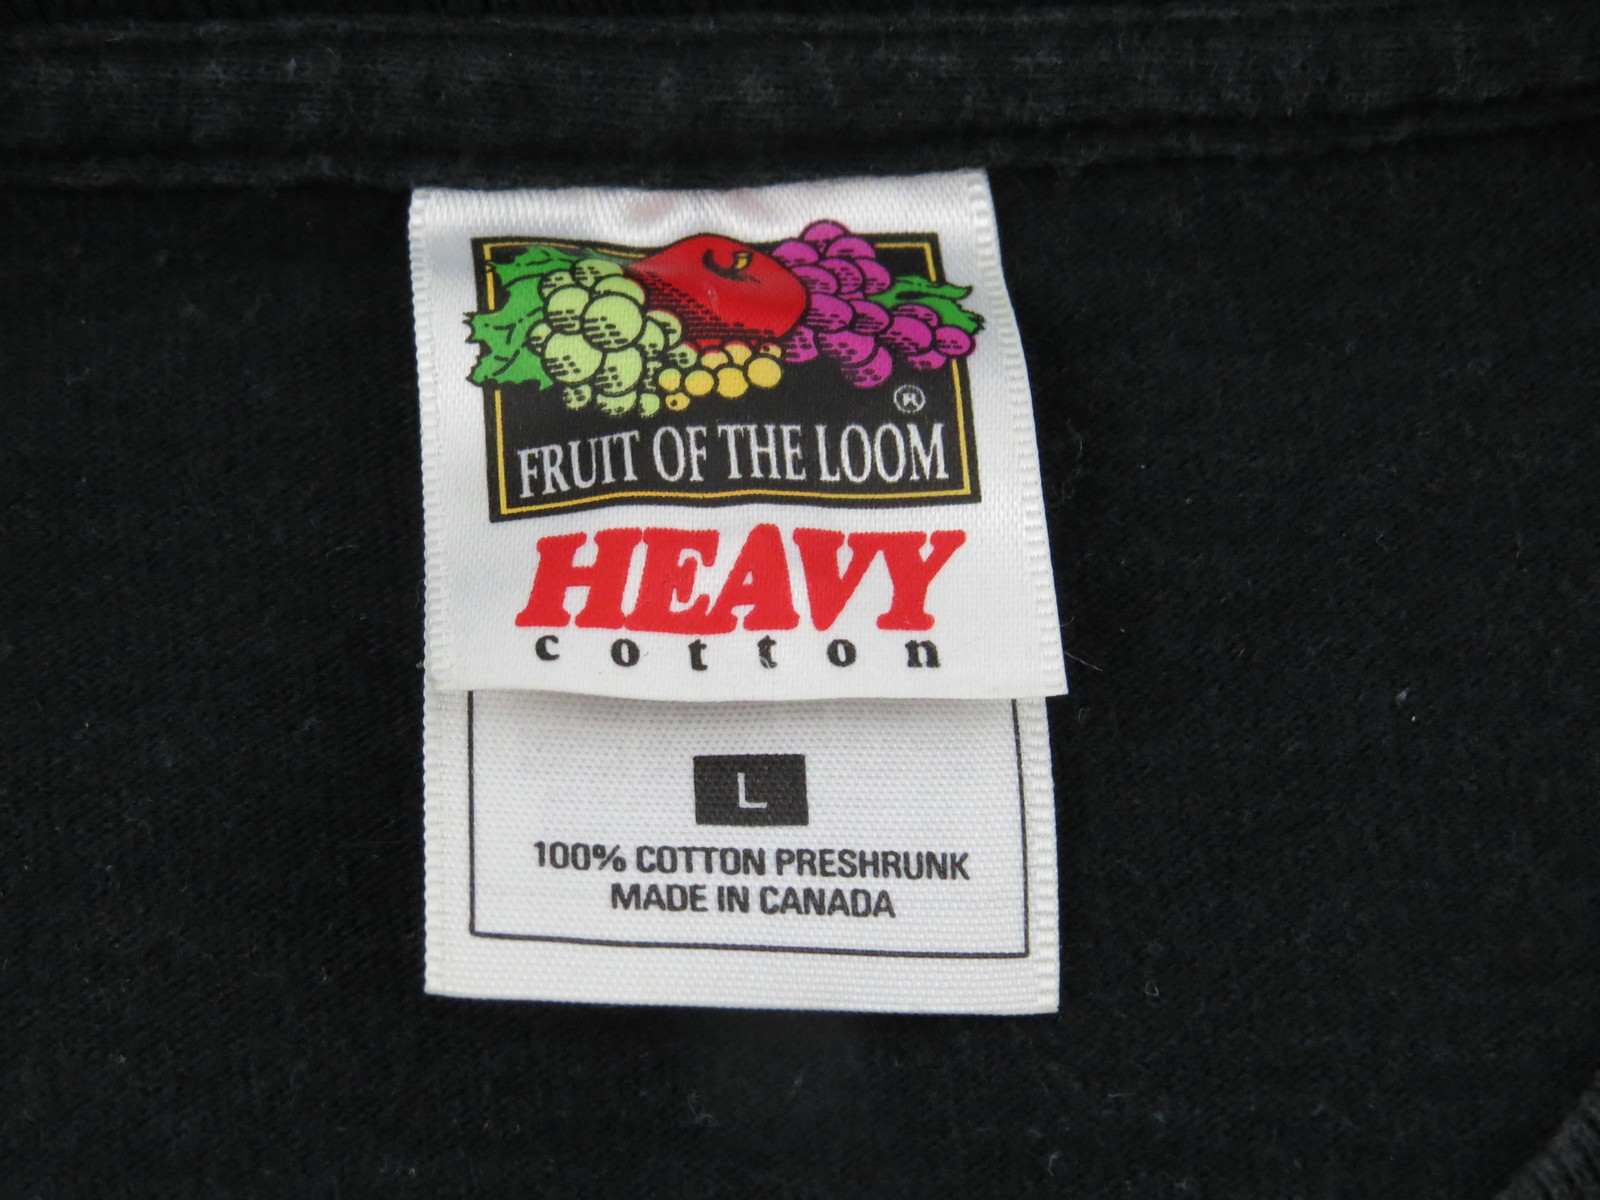 ®
FRUIT OF THE LOOM
HEAVY
cotton
L
100% COTTON PRESHRUNK
MADE IN CANADA